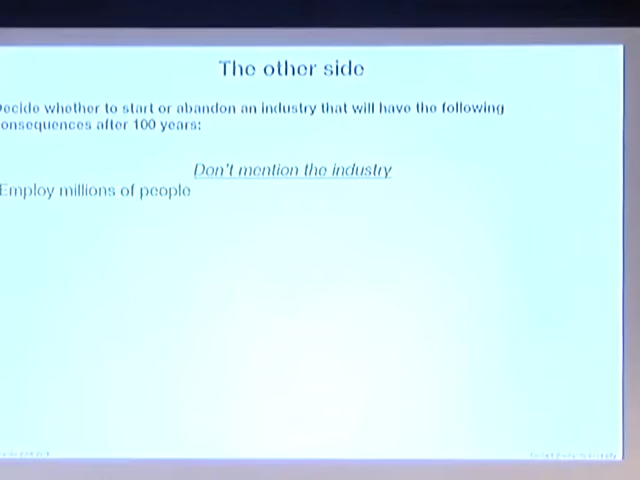 The other side
ecide whether to start or abandon an industry that will have the following
onsequences after 100 years:
Don't mention the industry
Employ millions of people